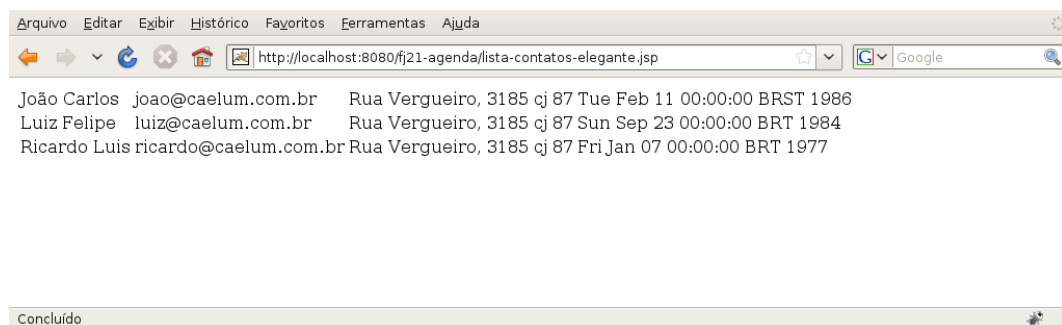 Arquivo Editar Exibir Histórico Favoritos Ferramentas Ajuda
http://localhost:8080/fj21-agenda/lista-contatos-elegante.jsp G Google
João Carlos joao@caelum.com.br Rua Vergueiro, 3185 cj 87 Tue Feb 11 00:00:00 BRST 1986
Luiz Felipe luiz@caelum.com.br Rua Vergueiro, 3185 cj 87 Sun Sep 23 00:00:00 BRT 1984
Ricardo Luis ricardo@caelum.com.br Rua Vergueiro, 3185 cj 87 Fri Jan 07 00:00:00 BRT 1977
Concluído